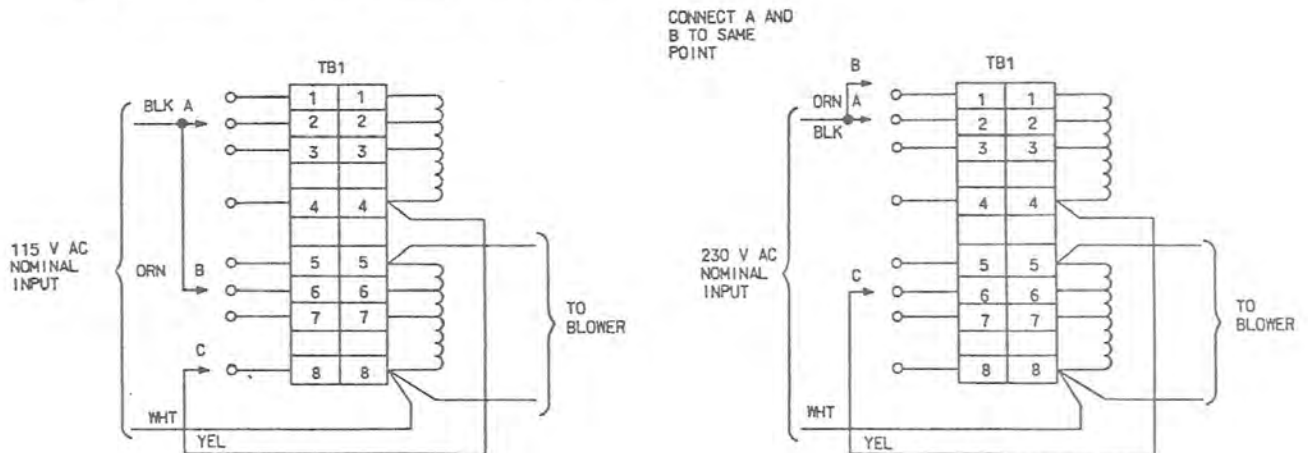 BLK A
TB1
1 1
2 2
3 3
4 4
5 5
6 6
7 7
8 8
115 V AC
NOMINAL
INPUT
ORN
B
C
WHT
YEL
TO
BLOWER
CONNECT A AND
B TO SAME
POINT
B
TB1
ORN A
BLK
1 1
2 2
3 3
4 4
5 5
6 6
7 7
8 8
230 V AC
NOMINAL
INPUT
C
WHT
YEL
TO
BLOWER